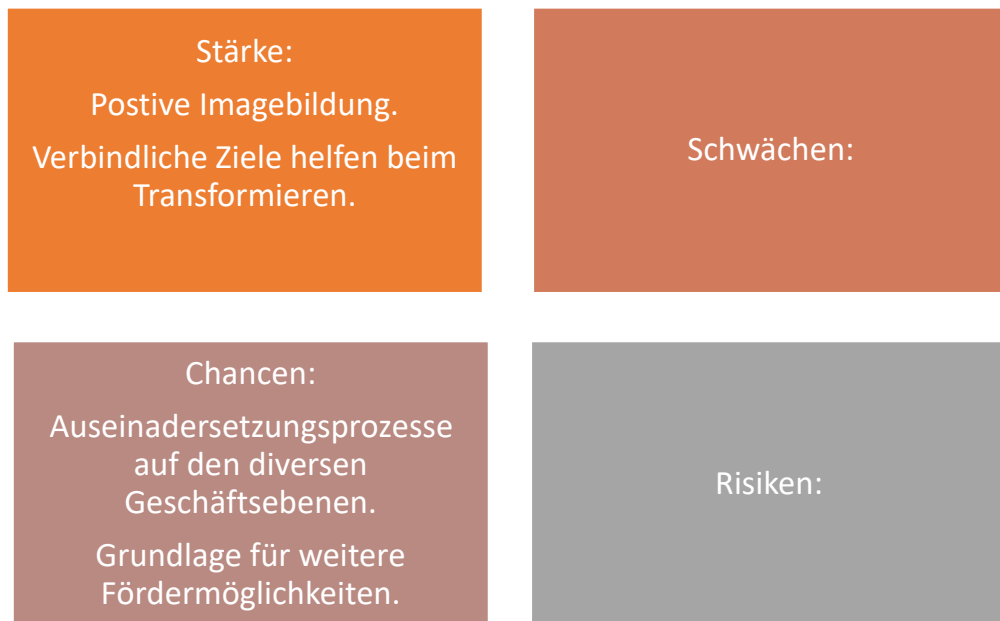 Stärke:
Postive Imagebildung.
Verbindliche Ziele helfen beim
Transformieren.
Schwächen:
Chancen:
Auseinadersetzungsprozesse
auf den diversen
Geschäftsebenen.
Grundlage für weitere
Fördermöglichkeiten.
Risiken: